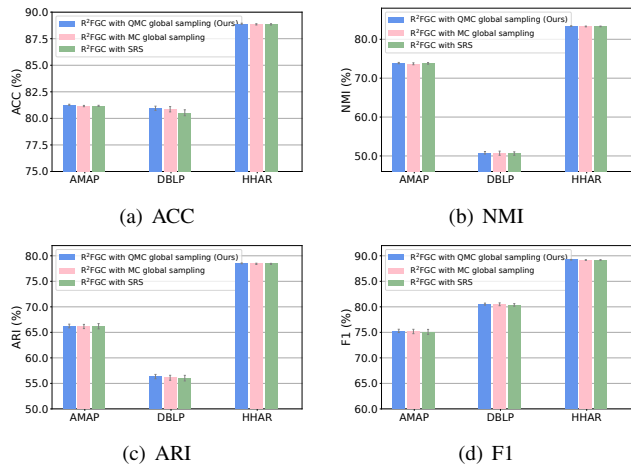 90.0
87.5
85.0
82.5
80.0
77.5
75.0
ACC (%)
R²FGC with QMC global sampling (Ours)
R²FGC with MC global sampling
R²FGC with SRS
AMAP DBLP HHAR
(a) ACC
80.0
70.0
60.0
50.0
NMI (%)
R²FGC with QMC global sampling (Ours)
R²FGC with MC global sampling
R²FGC with SRS
AMAP DBLP HHAR
(b) NMI
80.0
75.0
70.0
65.0
60.0
55.0
50.0
ARI (%)
R²FGC with QMC global sampling (Ours)
R²FGC with MC global sampling
R²FGC with SRS
AMAP DBLP HHAR
(c) ARI
90.0
85.0
80.0
75.0
70.0
65.0
60.0
F1 (%)
R²FGC with QMC global sampling (Ours)
R²FGC with MC global sampling
R²FGC with SRS
AMAP DBLP HHAR
(d) F1